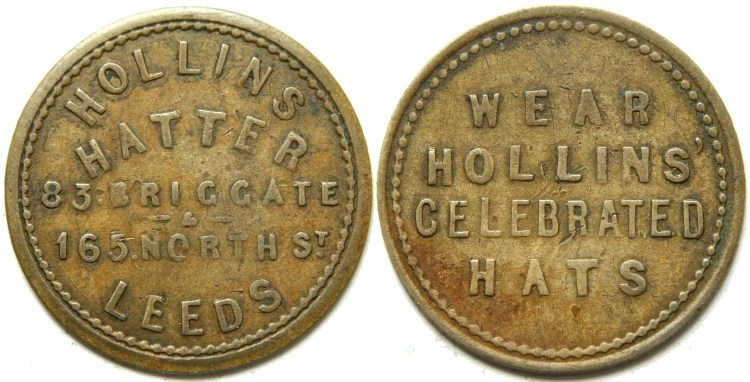 HOLLINS
HATTER
83. BRIGGATE
&
165. NORTH ST.
LEEDS
WEAR
HOLLINS'
CELEBRATED
HATS